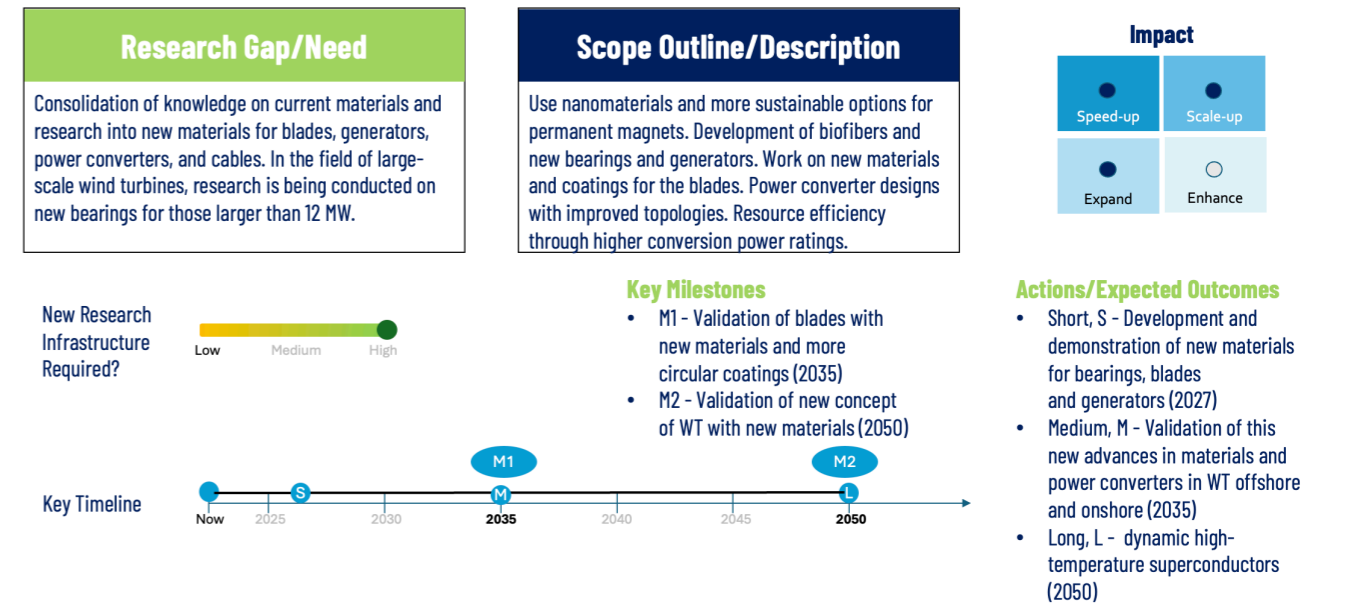 Research Gap/Need
Consolidation of knowledge on current materials and
research into new materials for blades, generators,
power converters, and cables. In the field of large-
scale wind turbines, research is being conducted on
new bearings for those larger than 12 MW.
Scope Outline/Description
Use nanomaterials and more sustainable options for
permanent magnets. Development of biofibers and
new bearings and generators. Work on new materials
and coatings for the blades. Power converter designs
with improved topologies. Resource efficiency
through higher conversion power ratings.
Impact
Speed-up
Scale-up
Expand
Enhance
New Research
Infrastructure
Required?
Low
Medium
High
Key Milestones
• M1 - Validation of blades with
new materials and more
circular coatings (2035)
• M2 - Validation of new concept
of WT with new materials (2050)
Actions/Expected Outcomes
• Short, S - Development and
demonstration of new materials
for bearings, blades
and generators (2027)
• Medium, M - Validation of this
new advances in materials and
power converters in WT offshore
and onshore (2035)
• Long, L - dynamic high-
temperature superconductors
(2050)
Key Timeline
M1
M2
S
M
L
Now
2025
2030
2035
2040
2045
2050